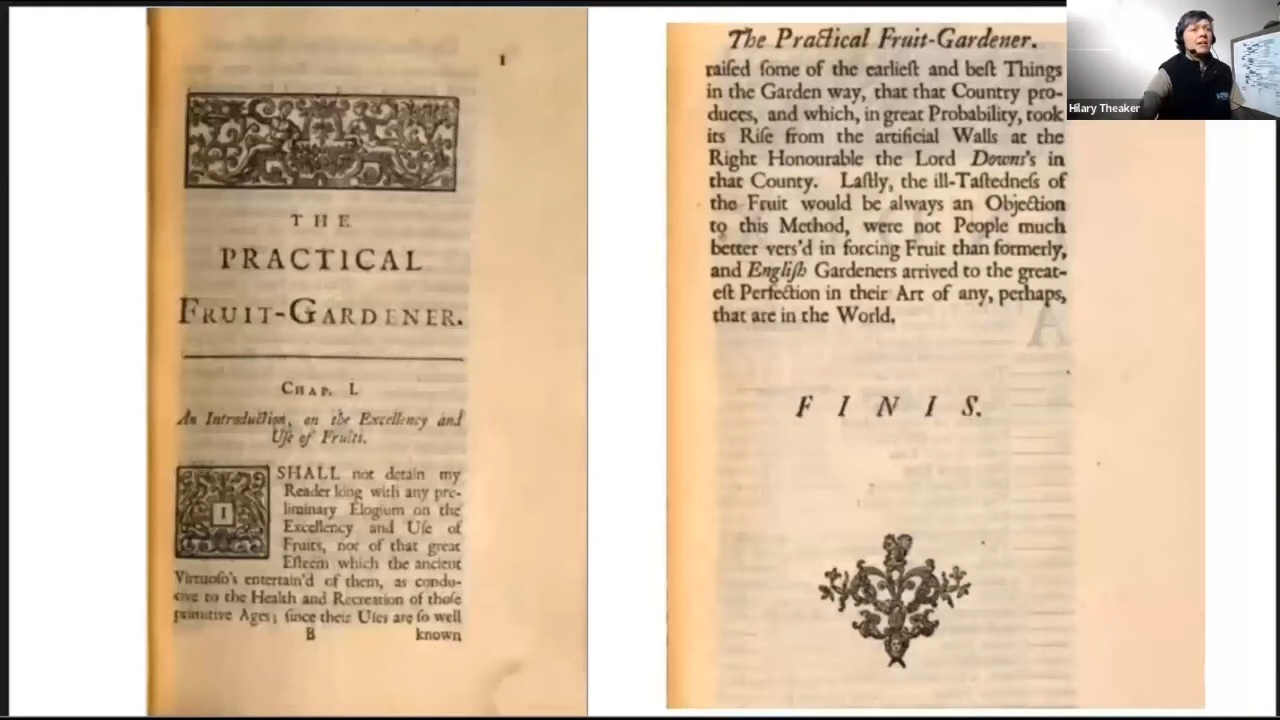 1
THE
PRACTICAL
FRUIT-GARDENER.
CHAP. I.
An Introduction, on the Excellency and
Uſe of Fruits.
I SHALL not detain my
Reader long with any pre-
liminary Elogium on the
Excellency and Uſe of
Fruits, nor of that great
Eſteem which the ancient
Virtuoſo's entertain'd of them, as condu-
cive to the Health and Recreation of thoſe
primitive Ages; ſince their Uſes are ſo well
B known
The Practical Fruit-Gardener.
raiſed ſome of the earlieſt and beſt Things
in the Garden way, that that Country pro-
duces, and which, in great Probability, took
its Riſe from the artificial Walls at the
Right Honourable the Lord Downs's in
that County. Laſtly, the ill-Taſtedneſs of
the Fruit would be always an Objection
to this Method, were not People much
better vers'd in forcing Fruit than formerly,
and Engliſh Gardeners arrived to the great-
eſt Perfection in their Art of any, perhaps,
that are in the World.
FINIS.
Hilary Theaker